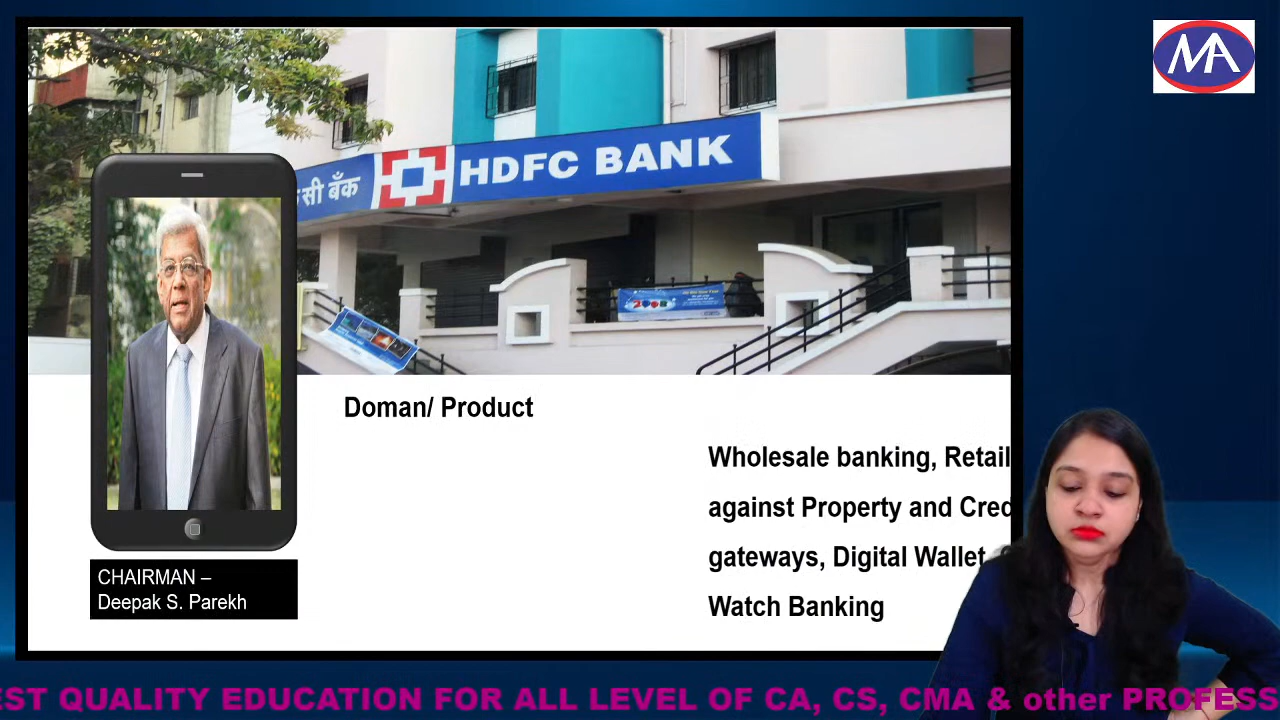 MA
सी बैंक HDFC BANK
2008
Doman/ Product
Wholesale banking, Retail
against Property and Cred
gateways, Digital Wallet,
Watch Banking
CHAIRMAN –
Deepak S. Parekh
EST QUALITY EDUCATION FOR ALL LEVEL OF CA, CS, CMA & other PROFESS